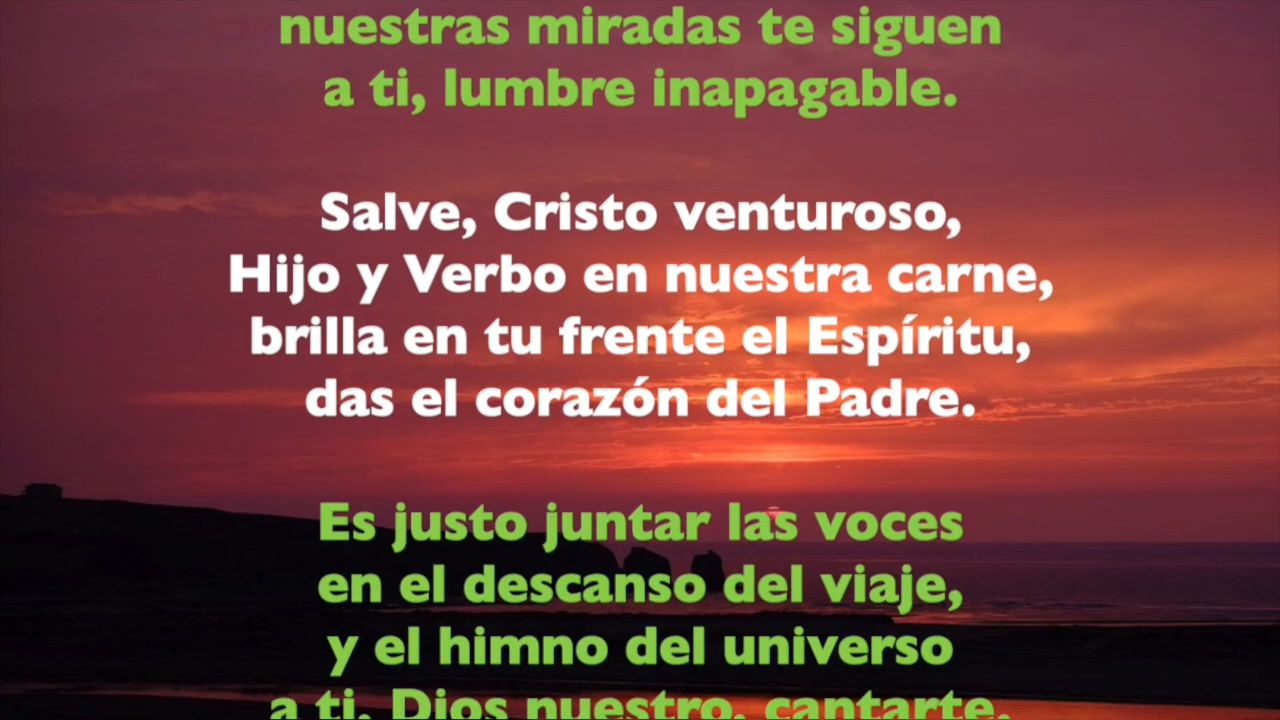 nuestras miradas te siguen
a ti, lumbre inapagable.
Salve, Cristo venturoso,
Hijo y Verbo en nuestra carne,
brilla en tu frente el Espíritu,
das el corazón del Padre.
Es justo juntar las voces
en el descanso del viaje,
y el himno del universo
a ti, Dios nuestro, cantarte.